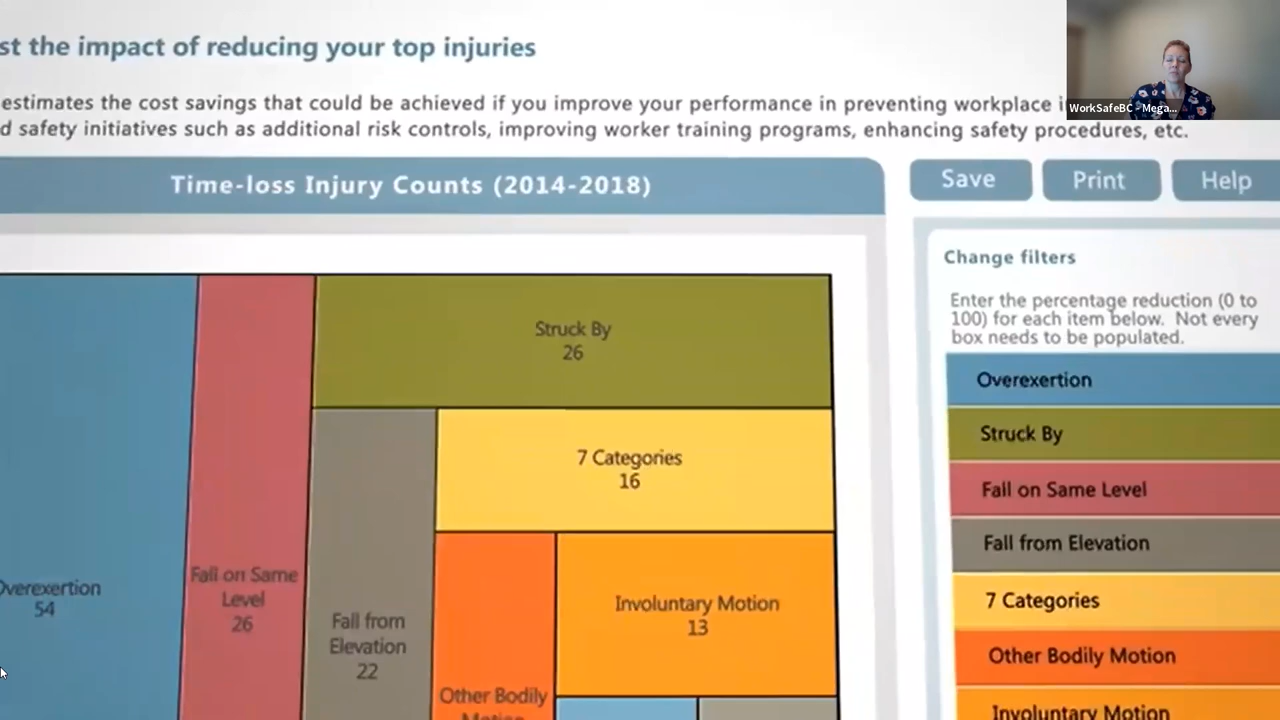 st the impact of reducing your top injuries
WorkSafeBC - Mega...
estimates the cost savings that could be achieved if you improve your performance in preventing workplace
d safety initiatives such as additional risk controls, improving worker training programs, enhancing safety procedures, etc.
Time-loss Injury Counts (2014-2018)
Save
Print
Help
Change filters
Enter the percentage reduction (0 to
100) for each item below. Not every
box needs to be populated.
Struck By
26
7 Categories
16
Overexertion
54
Fall on Same
Level
26
Fall from
Elevation
22
Involuntary Motion
13
Other Bodily
Motion
Overexertion
Struck By
Fall on Same Level
Fall from Elevation
7 Categories
Other Bodily Motion
Involuntary Motion